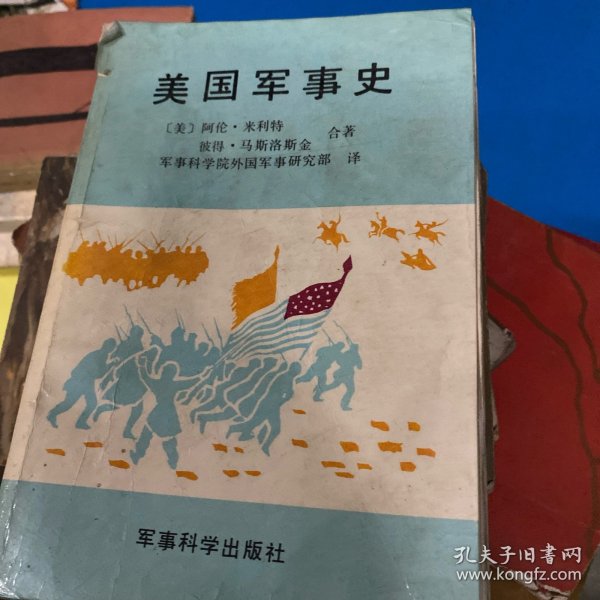 美国军事史
〔美〕阿伦·米利特
彼得·马斯洛斯金 合著
军事科学院外国军事研究部 译
军事科学出版社
孔夫子旧书网
www.kongfz.com